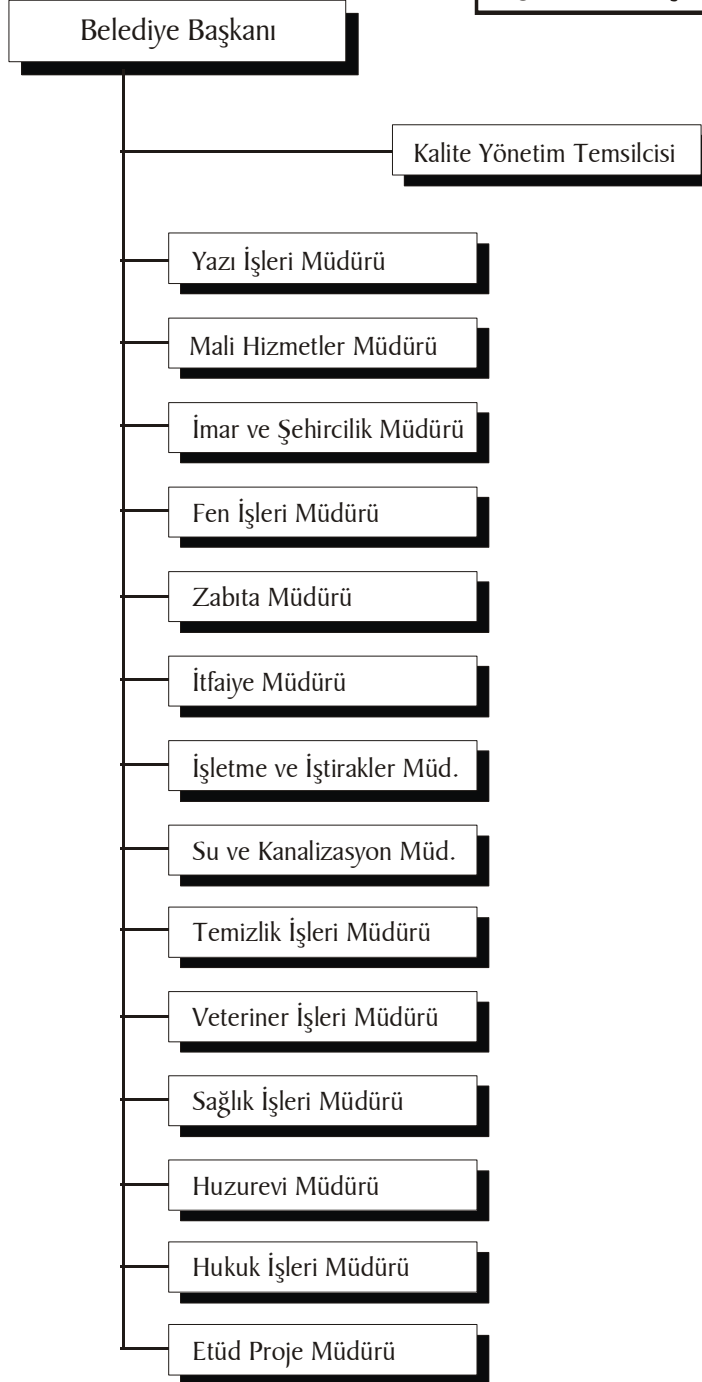 Belediye Başkanı
Kalite Yönetim Temsilcisi
Yazı İşleri Müdürü
Mali Hizmetler Müdürü
İmar ve Şehircilik Müdürü
Fen İşleri Müdürü
Zabıta Müdürü
İtfaiye Müdürü
İşletme ve İştirakler Müd.
Su ve Kanalizasyon Müd.
Temizlik İşleri Müdürü
Veteriner İşleri Müdürü
Sağlık İşleri Müdürü
Huzurevi Müdürü
Hukuk İşleri Müdürü
Etüd Proje Müdürü